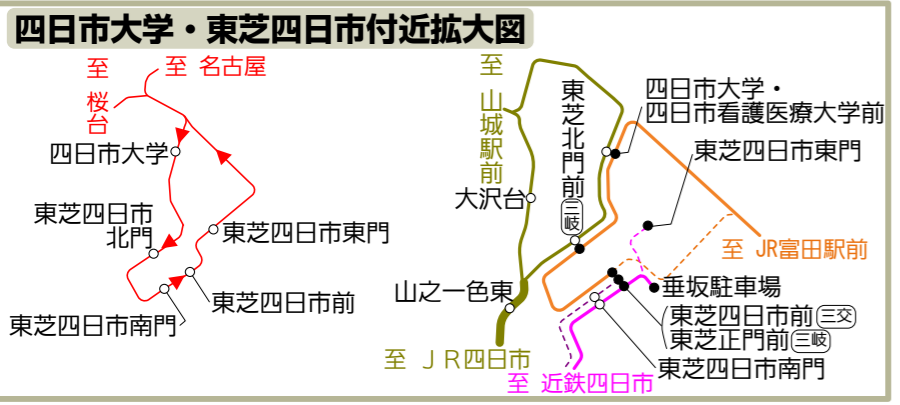 四日市大学・東芝四日市付近拡大図
至 桜台
至 名古屋
四日市大学
東芝四日市
北門
東芝四日市東門
東芝四日市前
東芝四日市南門
至 山城駅前
東芝北門前 三岐
四日市大学・
四日市看護医療大学前
東芝四日市東門
大沢台
至 JR富田駅前
山之一色東
垂坂駐車場
東芝四日市前 三交
東芝正門前 三岐
東芝四日市南門
至 ＪＲ四日市
至 近鉄四日市